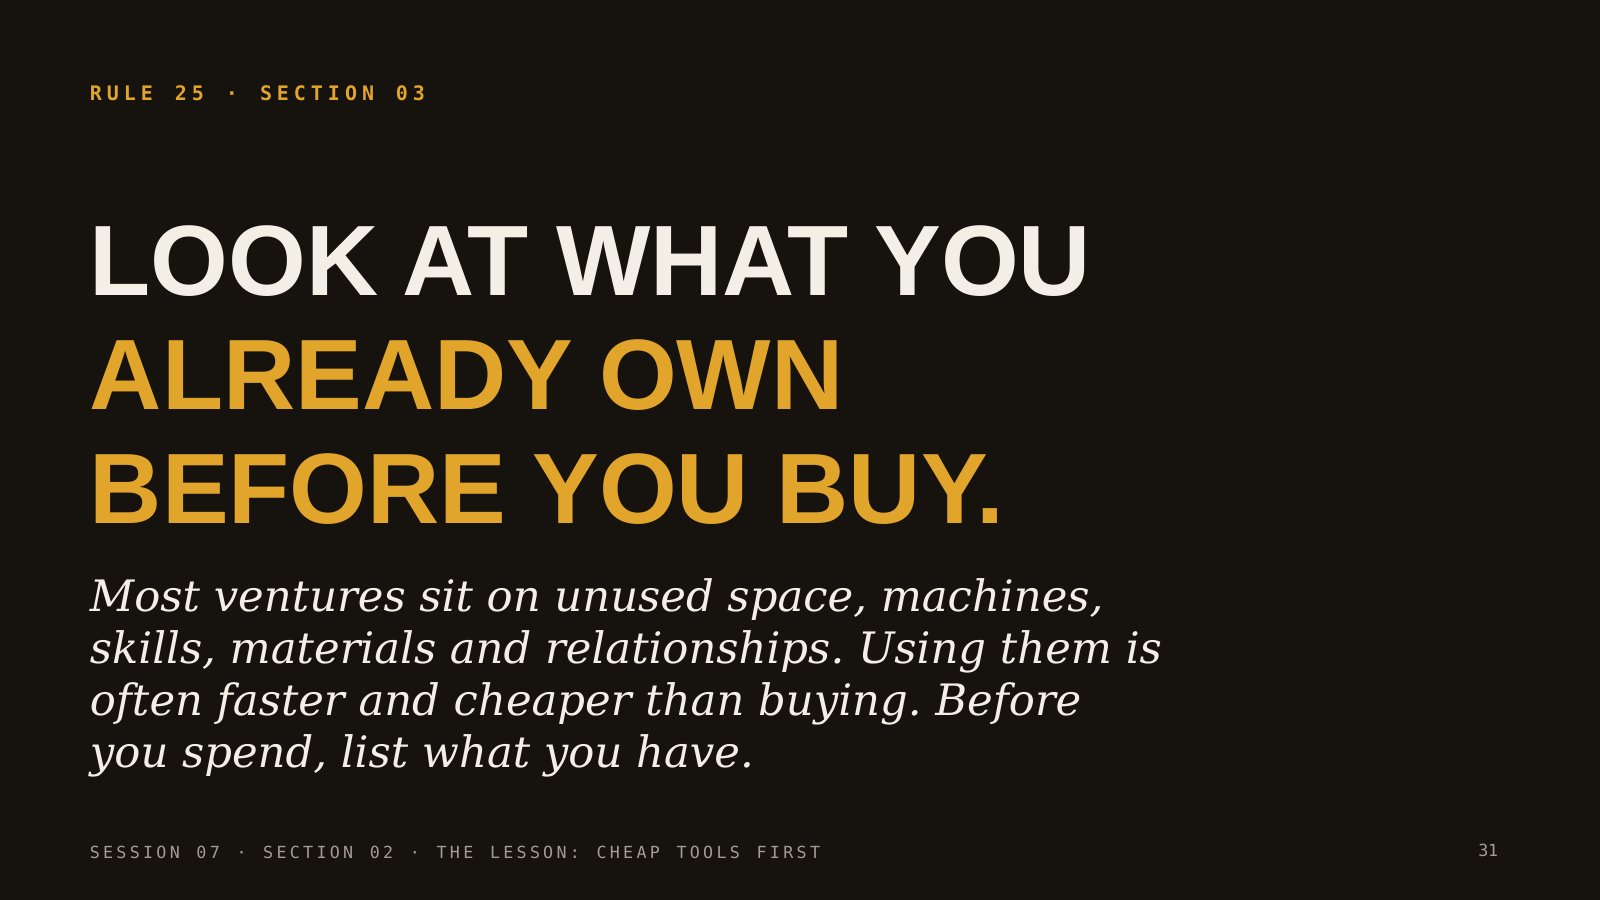 RULE 25 · SECTION 03
LOOK AT WHAT YOU
ALREADY OWN
BEFORE YOU BUY.
Most ventures sit on unused space, machines,
skills, materials and relationships. Using them is
often faster and cheaper than buying. Before
you spend, list what you have.
SESSION 07 · SECTION 02 · THE LESSON: CHEAP TOOLS FIRST
31